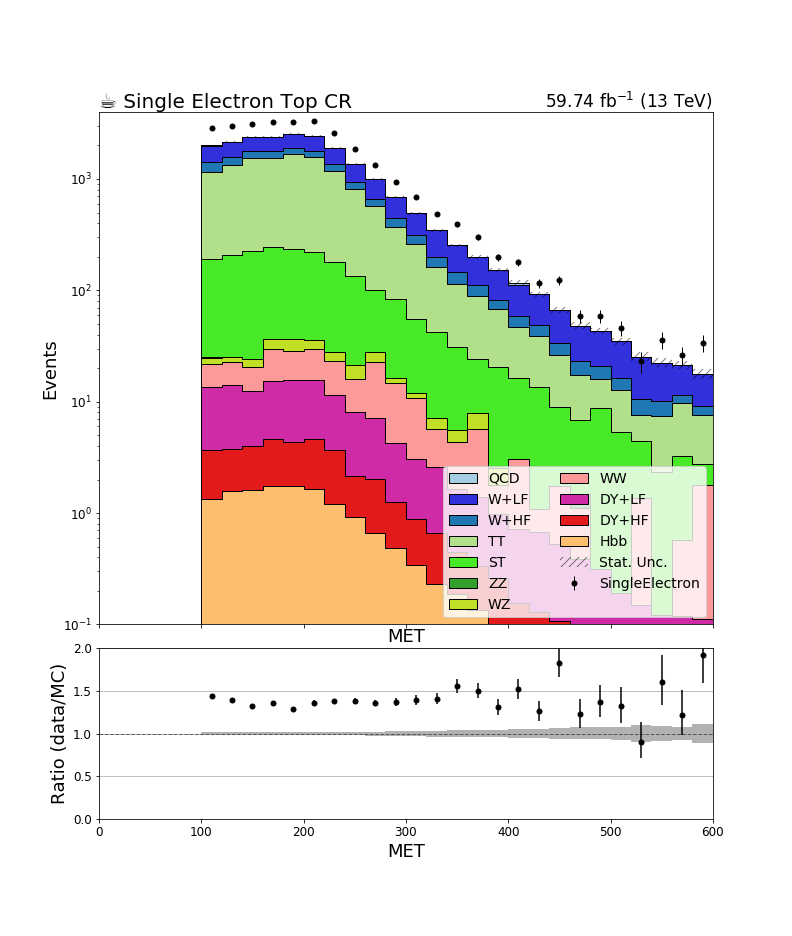 ☕ Single Electron Top CR
59.74 fb⁻¹ (13 TeV)
Events
10³
10²
10¹
10⁰
10⁻¹
QCD
W+LF
W+HF
TT
ST
ZZ
WZ
WW
DY+LF
DY+HF
Hbb
Stat. Unc.
SingleElectron
MET
Ratio (data/MC)
2.0
1.5
1.0
0.5
0.0
0 100 200 300 400 500 600
MET